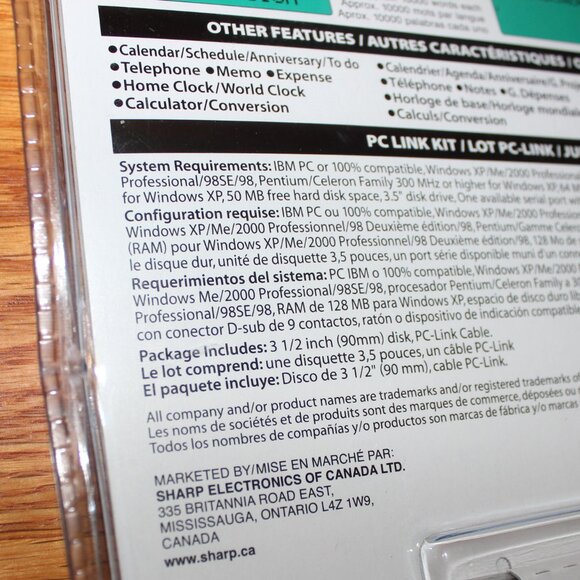 words each
Aprox. 10000 mots par langue
Aprox. 10000 palabras cada uno
OTHER FEATURES / AUTRES CARACTÉRISTIQUES /
•Calendar/Schedule/Anniversary/To do
•Telephone •Memo •Expense
•Home Clock/World Clock
•Calculator/Conversion
•Calendrier/Agenda/Anniversaire/G.
•Téléphone •Notes •G. Dépenses
•Horloge de base/Horloge mondiale
•Calculs/Conversion
PC LINK KIT / LOT PC-LINK /
System Requirements: IBM PC or 100% compatible, Windows XP/Me/2000
Professional/98SE/98, Pentium/Celeron Family 300 MHz or higher for Windows XP, 64
for Windows XP, 50 MB free hard disk space, 3.5" disk drive, One available serial port
Configuration requise: IBM PC ou 100% compatible, Windows XP/Me/2000
Windows XP/Me/2000 Professionnel/98 Deuxième édition/98, Pentium/Gamme
(RAM) pour Windows XP/Me/2000 Professionnel/98 Deuxième édition/98, 128 Mo de
le disque dur, unité de disquette 3,5 pouces, un port série disponible muni d'un
Requerimientos del sistema: PC IBM o 100% compatible, Windows XP/Me/2000
Windows Me/2000 Professional/98SE/98, procesador Pentium/Celeron Family a
Professional/98SE/98, RAM de 128 MB para Windows XP, espacio de disco duro
con conector D-sub de 9 contactos, ratón o dispositivo de indicación
Package Includes: 3 1/2 inch (90mm) disk, PC-Link Cable.
Le lot comprend: une disquette 3,5 pouces, un câble PC-Link
El paquete incluye: Disco de 3 1/2" (90 mm), cable PC-Link.
All company and/or product names are trademarks and/or registered trademarks of
Les noms de sociétés et de produits sont des marques de commerce, déposées ou
Todos los nombres de compañías y/o productos son marcas de fábrica y/o marcas
MARKETED BY/MISE EN MARCHÉ PAR:
SHARP ELECTRONICS OF CANADA LTD.
335 BRITANNIA ROAD EAST,
MISSISSAUGA, ONTARIO L4Z 1W9,
CANADA
www.sharp.ca